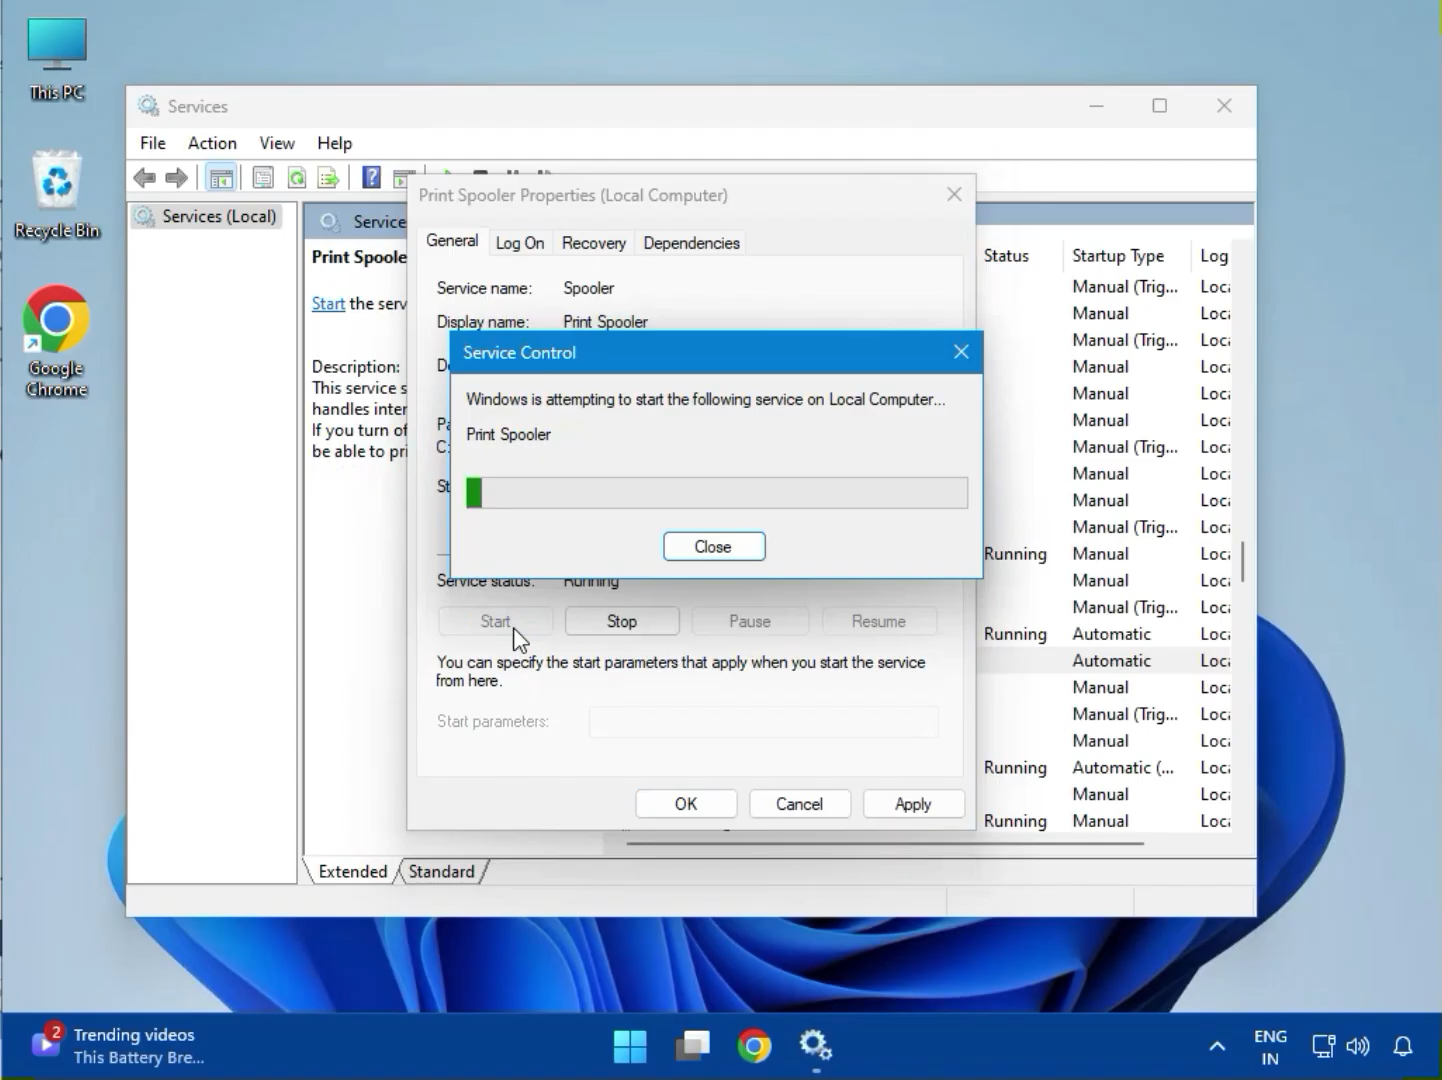 This PC
Recycle Bin
Google
Chrome
Services
File Action View Help
Services (Local)
Print Spooler Properties (Local Computer)
General Log On Recovery Dependencies
Service name: Spooler
Display name: Print Spooler
Start the serv
Description:
This service s
handles inter
If you turn of
be able to pri
Service Control
Windows is attempting to start the following service on Local Computer...
Print Spooler
Close
Service status: Running
Start Stop Pause Resume
You can specify the start parameters that apply when you start the service
from here.
Start parameters:
OK Cancel Apply
Status Startup Type Log
Manual (Trig...
Manual
Manual (Trig...
Manual
Manual
Manual
Manual (Trig...
Manual
Manual
Manual (Trig...
Running Manual
Manual
Manual (Trig...
Running Automatic
Automatic
Manual
Manual (Trig...
Manual
Running Automatic (...
Manual
Running Manual
Extended Standard
2
Trending videos
This Battery Bre...
ENG
IN